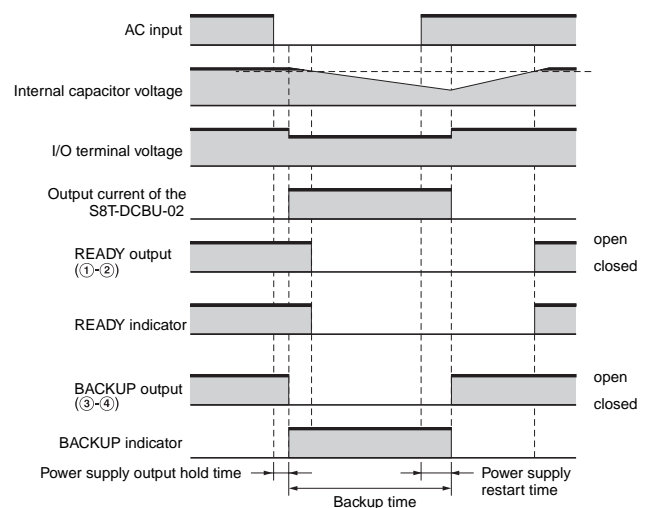 AC input
Internal capacitor voltage
I/O terminal voltage
Output current of the
S8T-DCBU-02
READY output
(①-②)
open
closed
READY indicator
BACKUP output
(③-④)
open
closed
BACKUP indicator
Power supply output hold time
Power supply
restart time
Backup time